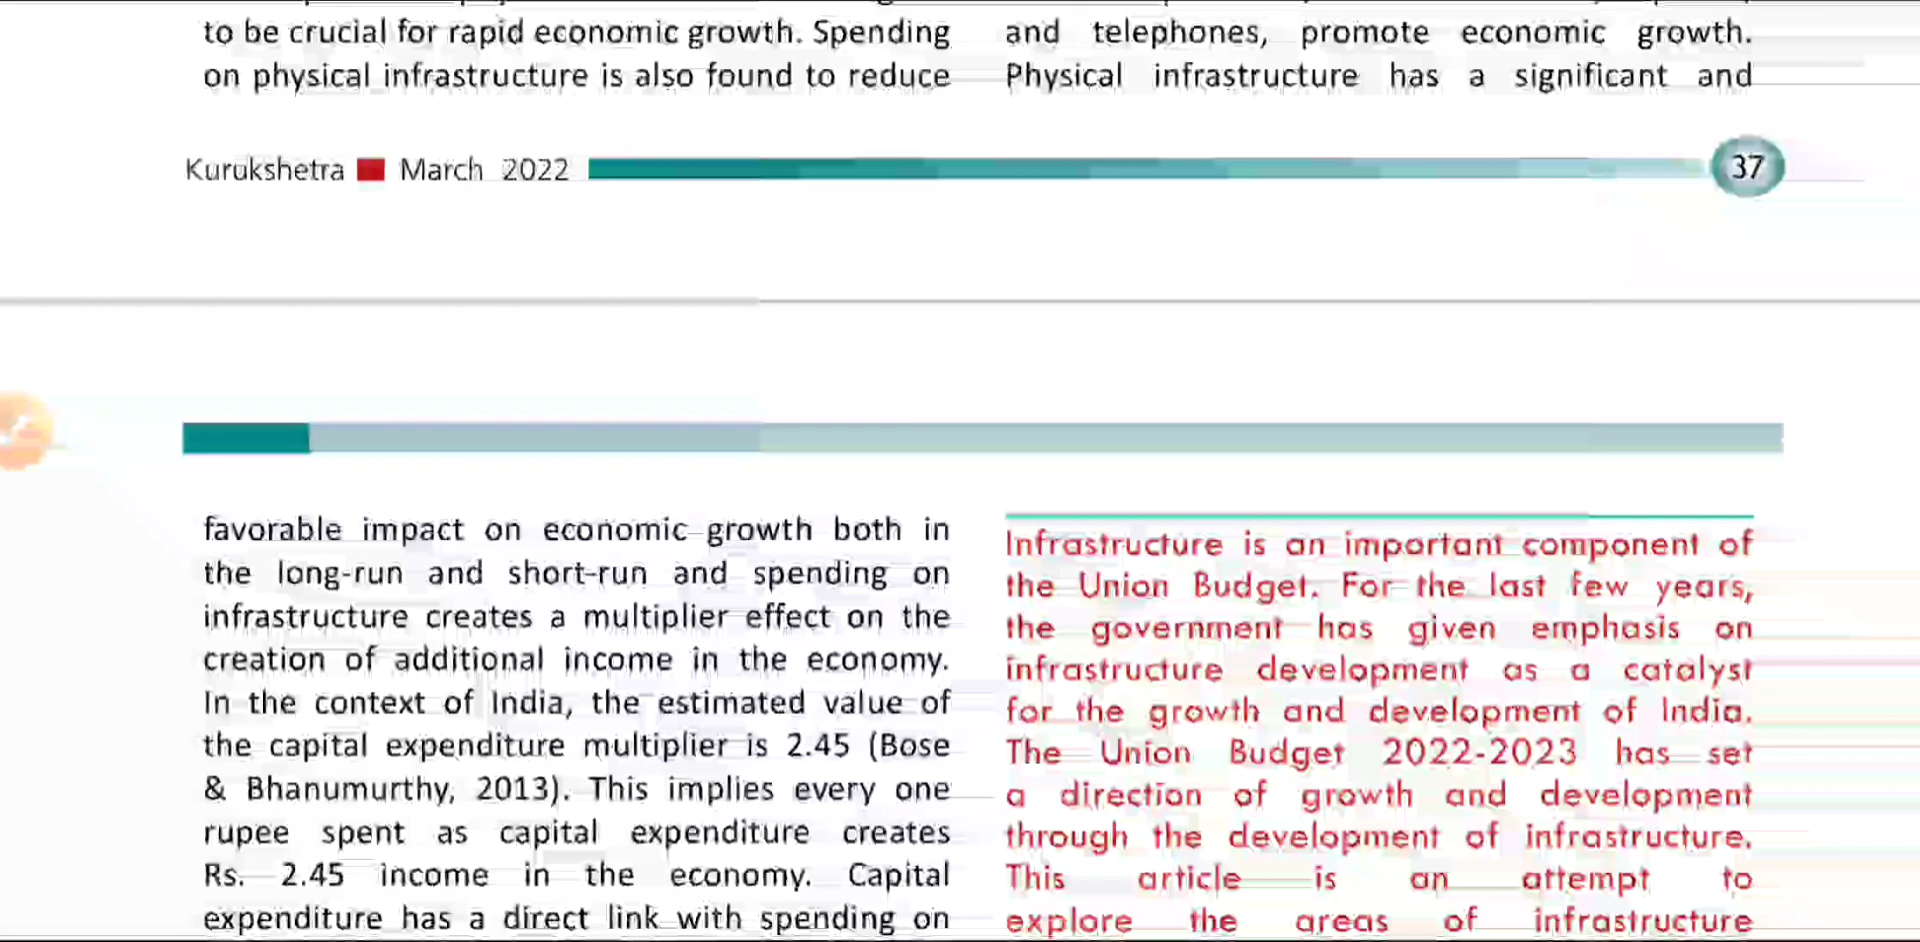 to be crucial for rapid economic growth. Spending
on physical infrastructure is also found to reduce
and telephones, promote economic growth.
Physical infrastructure has a significant and
Kurukshetra March 2022
37
favorable impact on economic growth both in
the long-run and short-run and spending on
infrastructure creates a multiplier effect on the
creation of additional income in the economy.
In the context of India, the estimated value of
the capital expenditure multiplier is 2.45 (Bose
& Bhanumurthy, 2013). This implies every one
rupee spent as capital expenditure creates
Rs. 2.45 income in the economy. Capital
expenditure has a direct link with spending on
Infrastructure is an important component of
the Union Budget. For the last few years,
the government has given emphasis on
infrastructure development as a catalyst
for the growth and development of India.
The Union Budget 2022-2023 has set
a direction of growth and development
through the development of infrastructure.
This article is an attempt to
explore the areas of infrastructure